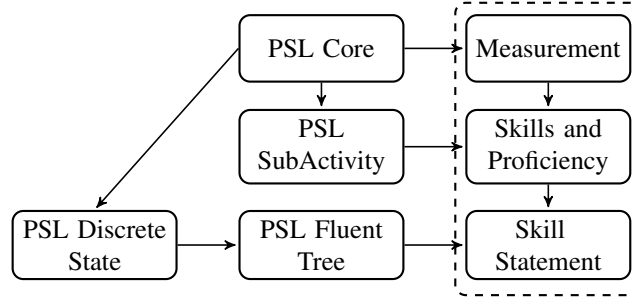 PSL Core
Measurement
PSL
SubActivity
Skills and
Proficiency
PSL Discrete
State
PSL Fluent
Tree
Skill
Statement